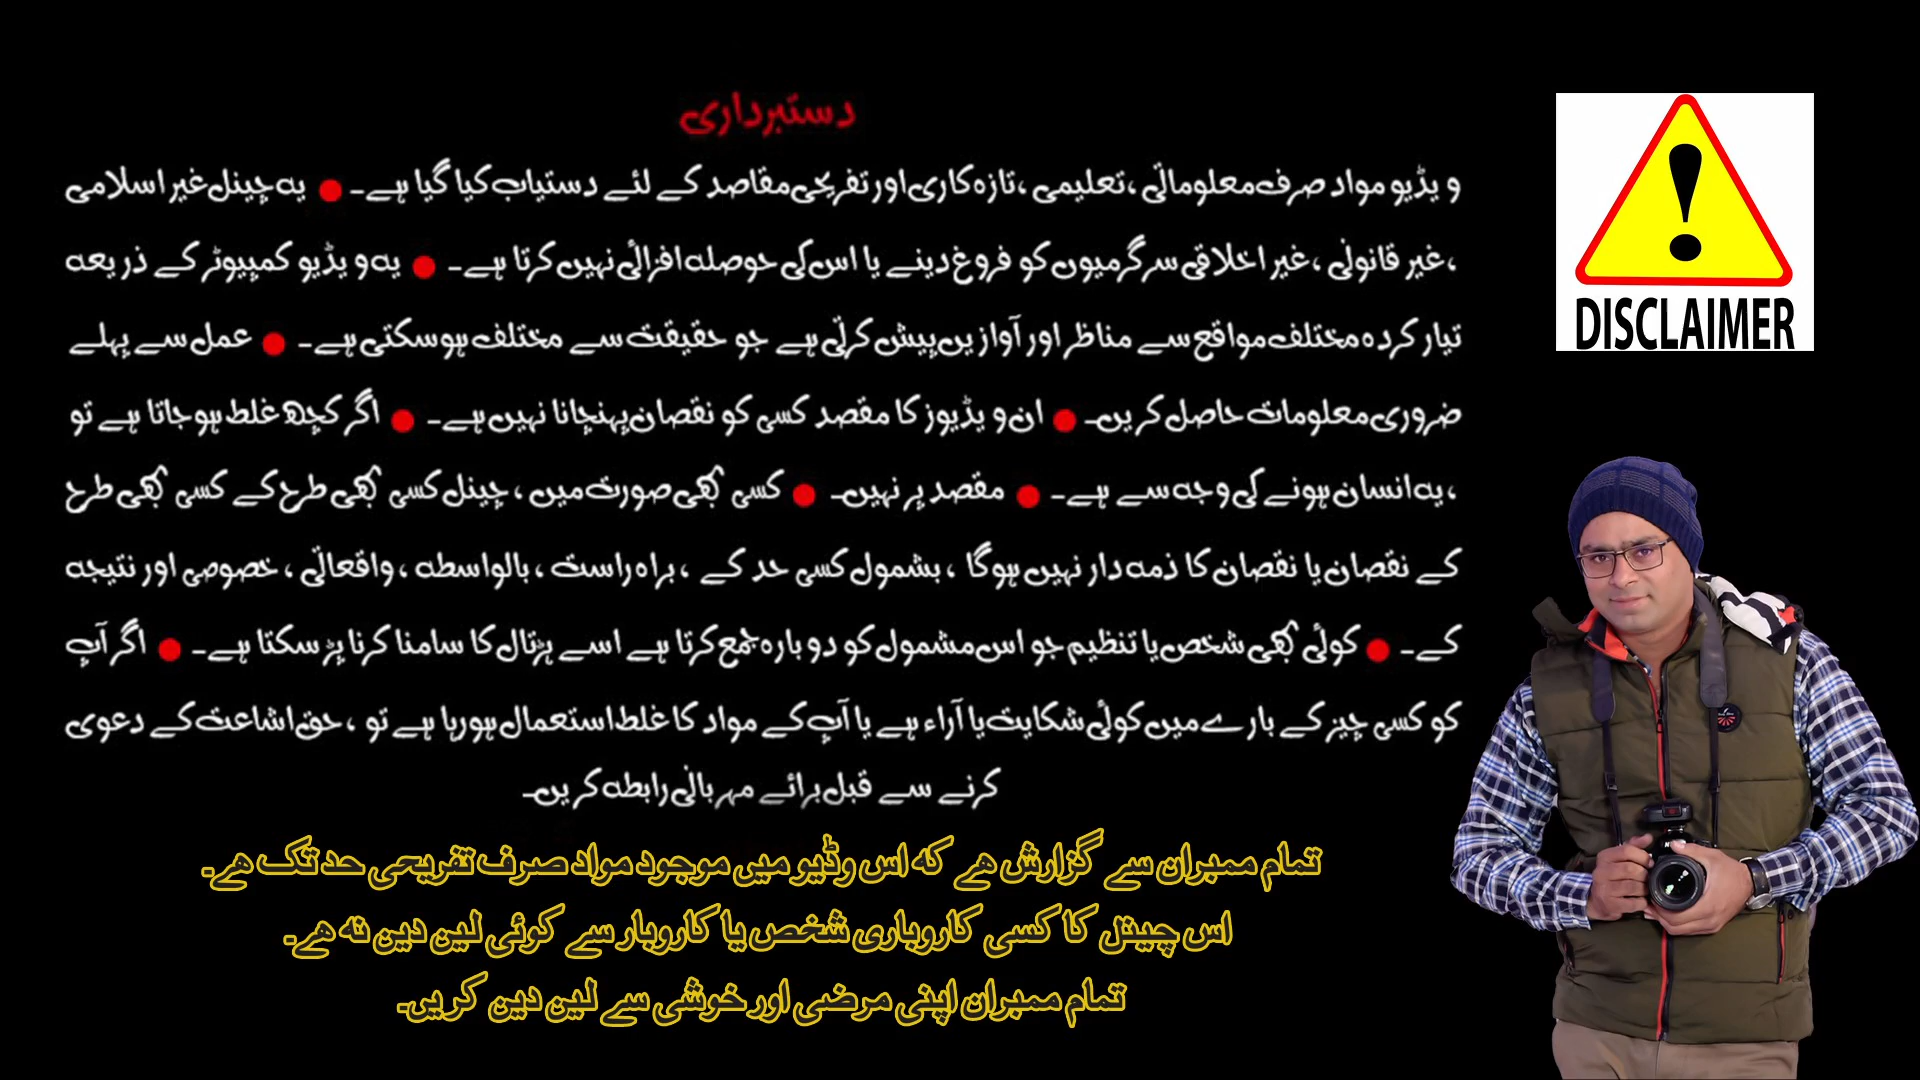 دستبرداری
ویڈیو مواد صرف معلوماتی ،تعلیمی ،تازہ کاری اور تفریحی مقاصد کے لئے دستیاب کیا گیا ہے۔ ● یہ چینل غیر اسلامی
،غیر قانونی ،غیر اخلاقی سرگرمیوں کو فروغ دینے یا اس کی حوصلہ افزائی نہیں کرتا ہے۔ ● یہ ویڈیو کمپیوٹر کے ذریعہ
تیار کردہ مختلف مواقع سے مناظر اور آوازیں پیش کرتی ہے جو حقیقت سے مختلف ہوسکتی ہے۔ ● عمل سے پہلے
ضروری معلومات حاصل کریں۔ ● ان ویڈیوز کا مقصد کسی کو نقصان پہنچانا نہیں ہے۔ ● اگر کچھ غلط ہوجاتا ہے تو
،یہ انسان ہونے کی وجہ سے ہے۔ ● مقصد پر نہیں۔ ● کسی بھی صورت میں ، چینل کسی بھی طرح کے کسی بھی طرح
کے نقصان یا نقصان کا ذمہ دار نہیں ہوگا ، بشمول کسی حد کے ، براہ راست ، بالواسطہ ، واقعاتی ، خصوصی اور نتیجہ
کے۔ ● کوئی بھی شخص یا تنظیم جو اس مشمول کو دوبارہ جمع کرتا ہے اسے ہڑتال کا سامنا کرنا پڑ سکتا ہے۔ ● اگر آپ
کو کسی چیز کے بارے میں کوئی شکایت یا آراء ہے یا آپ کے مواد کا غلط استعمال ہورہا ہے تو ، حق اشاعت کے دعوی
کرنے سے قبل برائے مہربانی رابطہ کریں۔
تمام ممبران سے گزارش ھے کہ اس وڈیو میں موجود مواد صرف تفریحی حد تک ھے۔
اس چینل کا کسی کاروباری شخص یا کاروبار سے کوئی لین دین نہ ھے۔
تمام ممبران اپنی مرضی اور خوشی سے لین دین کریں۔
DISCLAIMER